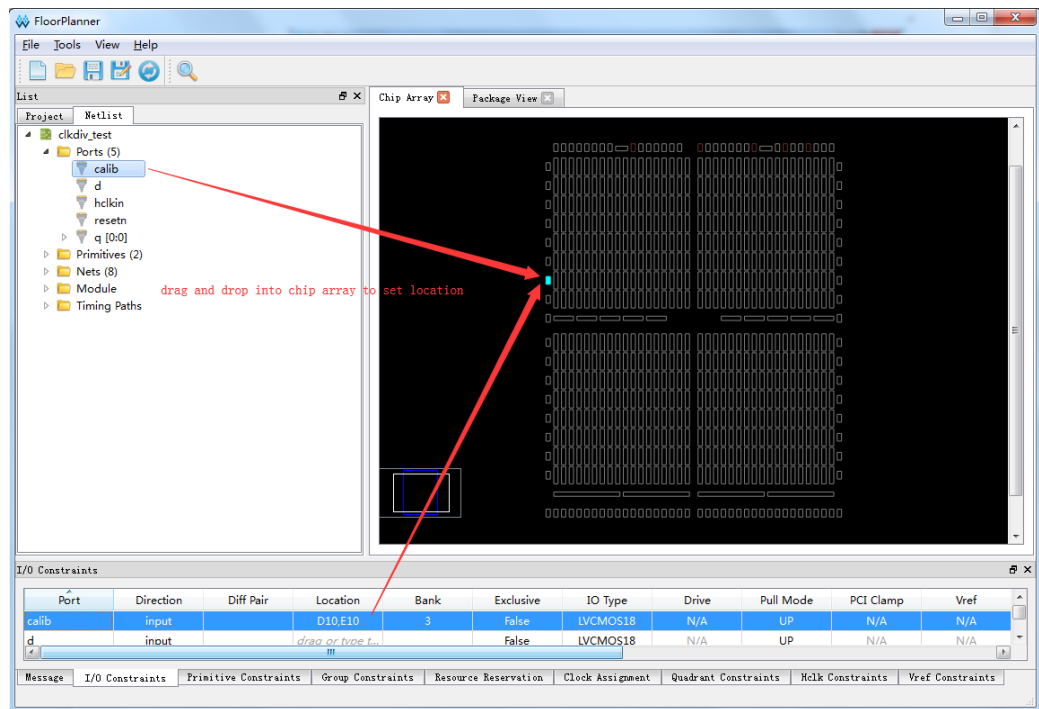 FloorPlanner
File Tools View Help
List
Chip Array Package View
Project Netlist
clkdiv_test
Ports (5)
calib
d
hclkin
resetn
q [0:0]
Primitives (2)
Nets (8)
Module
Timing Paths
drag and drop into chip array to set location
I/O Constraints
Port Direction Diff Pair Location Bank Exclusive IO Type Drive Pull Mode PCI Clamp Vref
calib input D10,E10 3 False LVCMOS18 N/A UP N/A N/A
d input drag or type t... False LVCMOS18 N/A UP N/A N/A
Message I/O Constraints Primitive Constraints Group Constraints Resource Reservation Clock Assignment Quadrant Constraints Hclk Constraints Vref Constraints